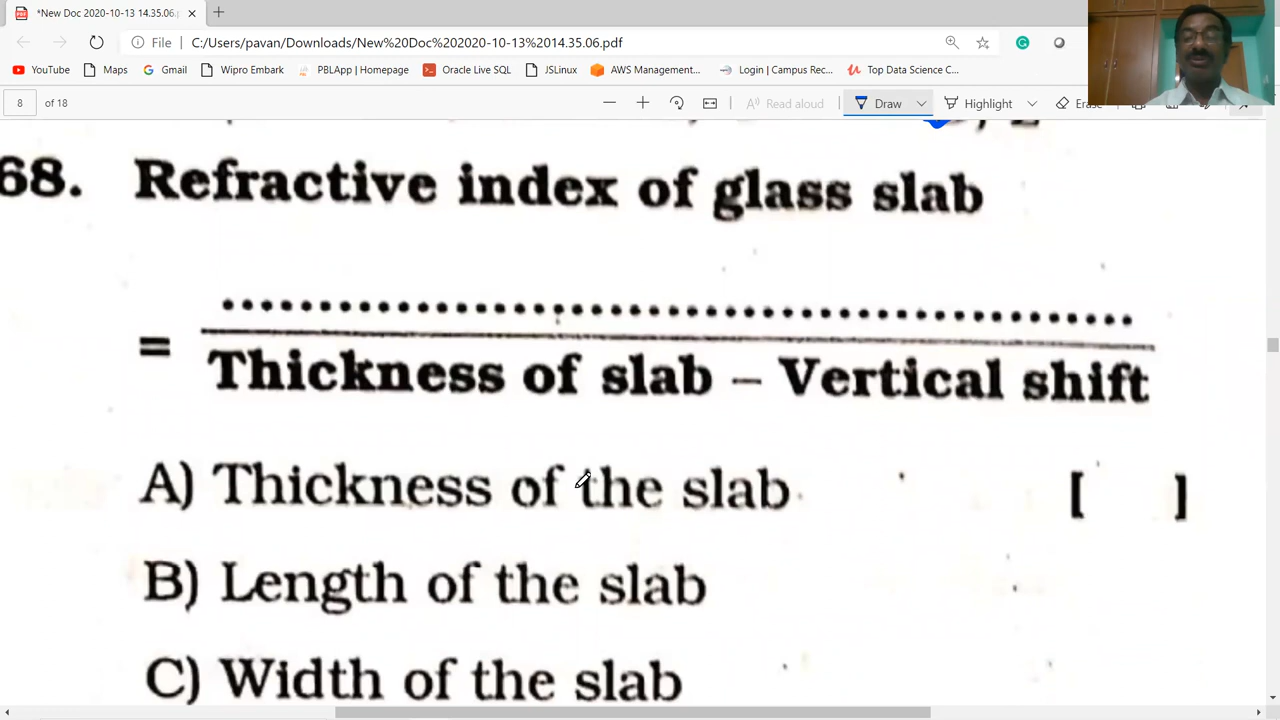 *New Doc 2020-10-13 14.35.06.p
File C:/Users/pavan/Downloads/New%20Doc%202020-10-13%2014.35.06.pdf
YouTube Maps Gmail Wipro Embark PBLApp | Homepage Oracle Live SQL JSLinux AWS Management... Login | Campus Rec... Top Data Science C...
8 of 18 Read aloud Draw Highlight Erase
68. Refractive index of glass slab
.....................................................
=
Thickness of slab – Vertical shift
A) Thickness of the slab [ ]
B) Length of the slab
C) Width of the slab